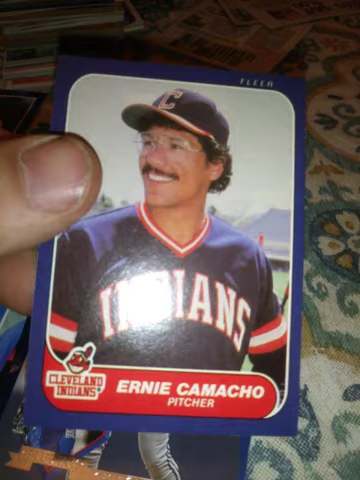 FLEER
C
INDIANS
CLEVELAND
INDIANS
ERNIE CAMACHO
PITCHER